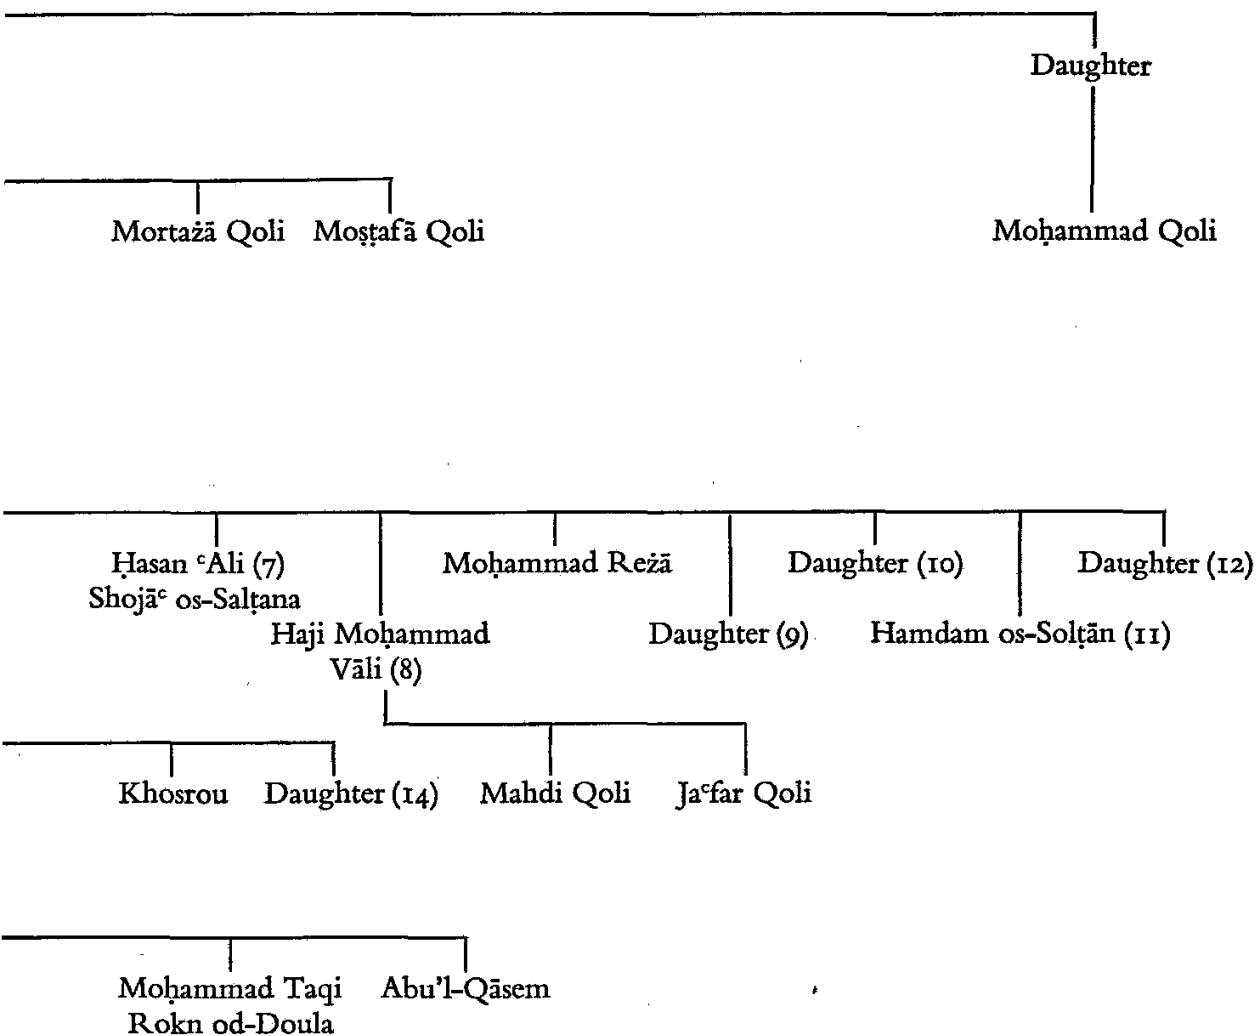 Daughter
Mortażā Qoli Moṣṭafā Qoli Moḥammad Qoli
Ḥasan ᶜAli (7) Moḥammad Reżā Daughter (10) Daughter (12)
Shojāᶜ os-Salṭana
Haji Moḥammad Daughter (9) Hamdam os-Solṭān (11)
Vāli (8)
Khosrou Daughter (14) Mahdi Qoli Jaᶜfar Qoli
Moḥammad Taqi Abu'l-Qāsem
Rokn od-Doula